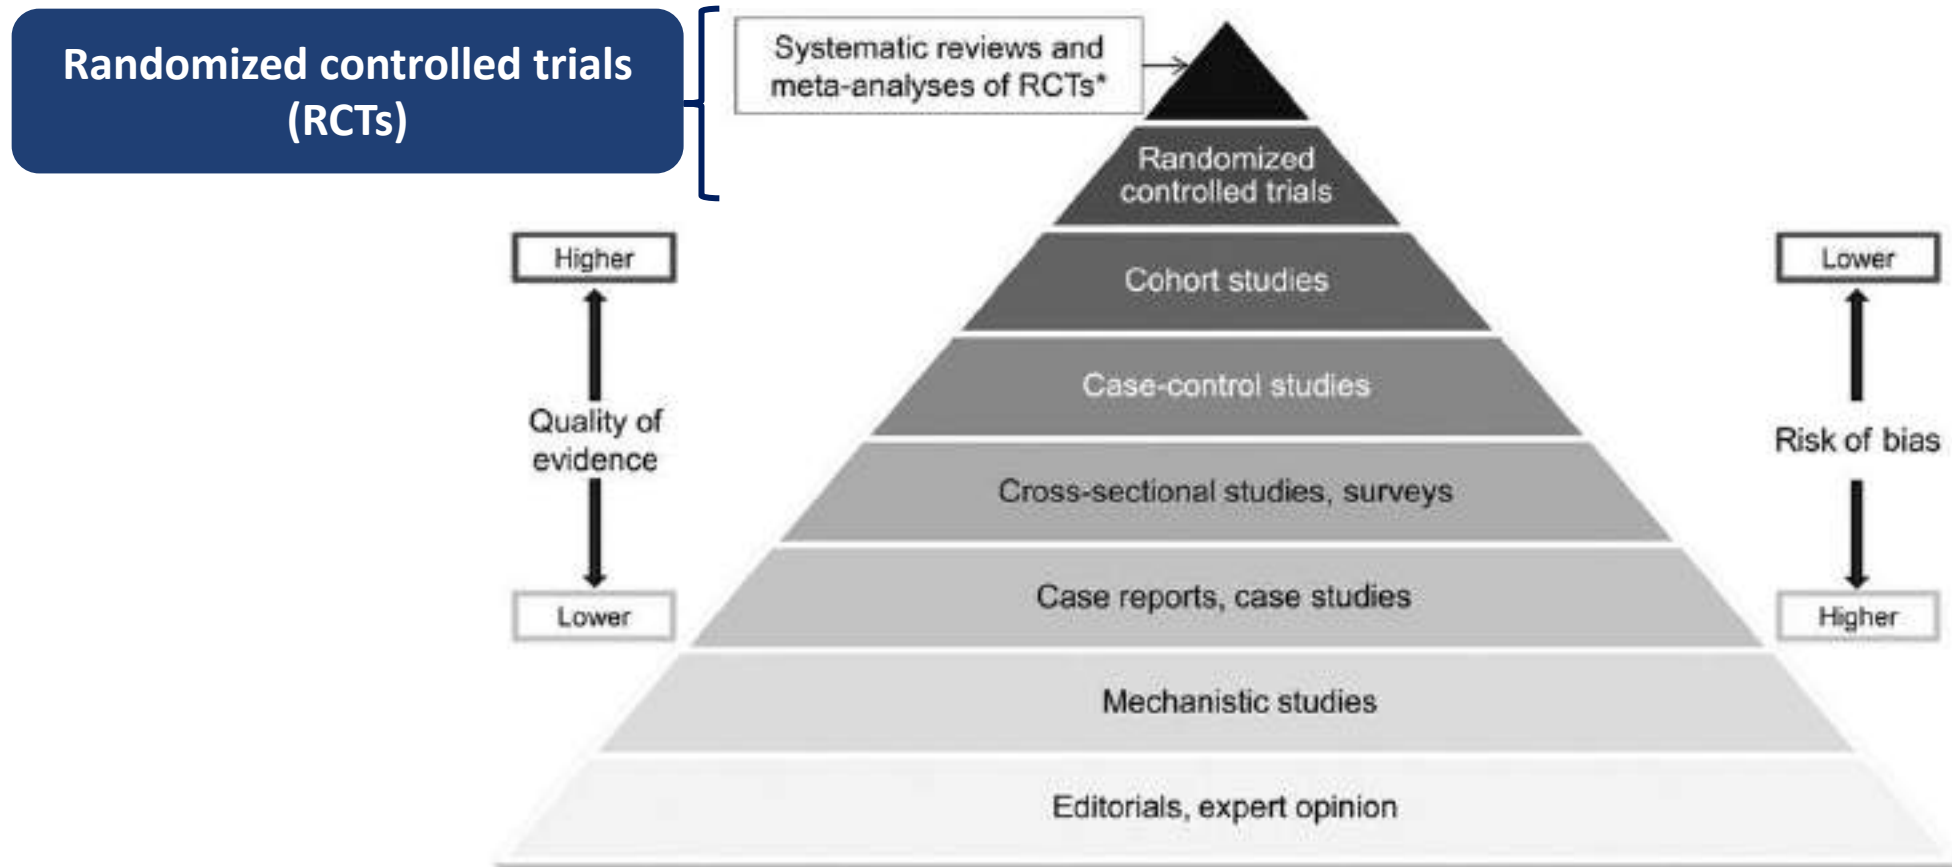 Randomized controlled trials
(RCTs)
Systematic reviews and
meta-analyses of RCTs*
Randomized
controlled trials
Higher
Lower
Cohort studies
Case-control studies
Quality of
evidence
Risk of bias
Cross-sectional studies, surveys
Case reports, case studies
Lower
Higher
Mechanistic studies
Editorials, expert opinion